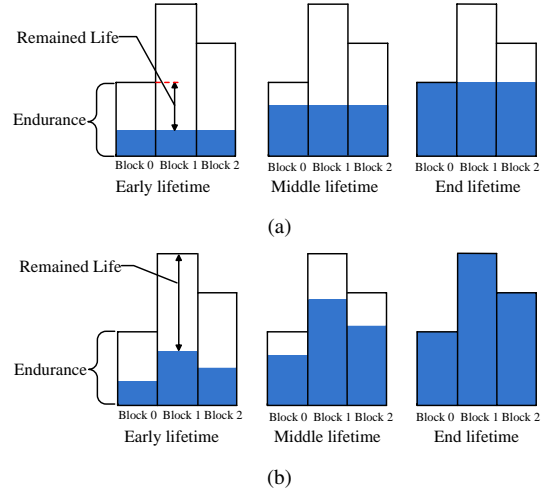 Remained Life
Endurance
Block 0 Block 1 Block 2
Early lifetime
Block 0 Block 1 Block 2
Middle lifetime
Block 0 Block 1 Block 2
End lifetime
(a)
Remained Life
Endurance
Block 0 Block 1 Block 2
Early lifetime
Block 0 Block 1 Block 2
Middle lifetime
Block 0 Block 1 Block 2
End lifetime
(b)